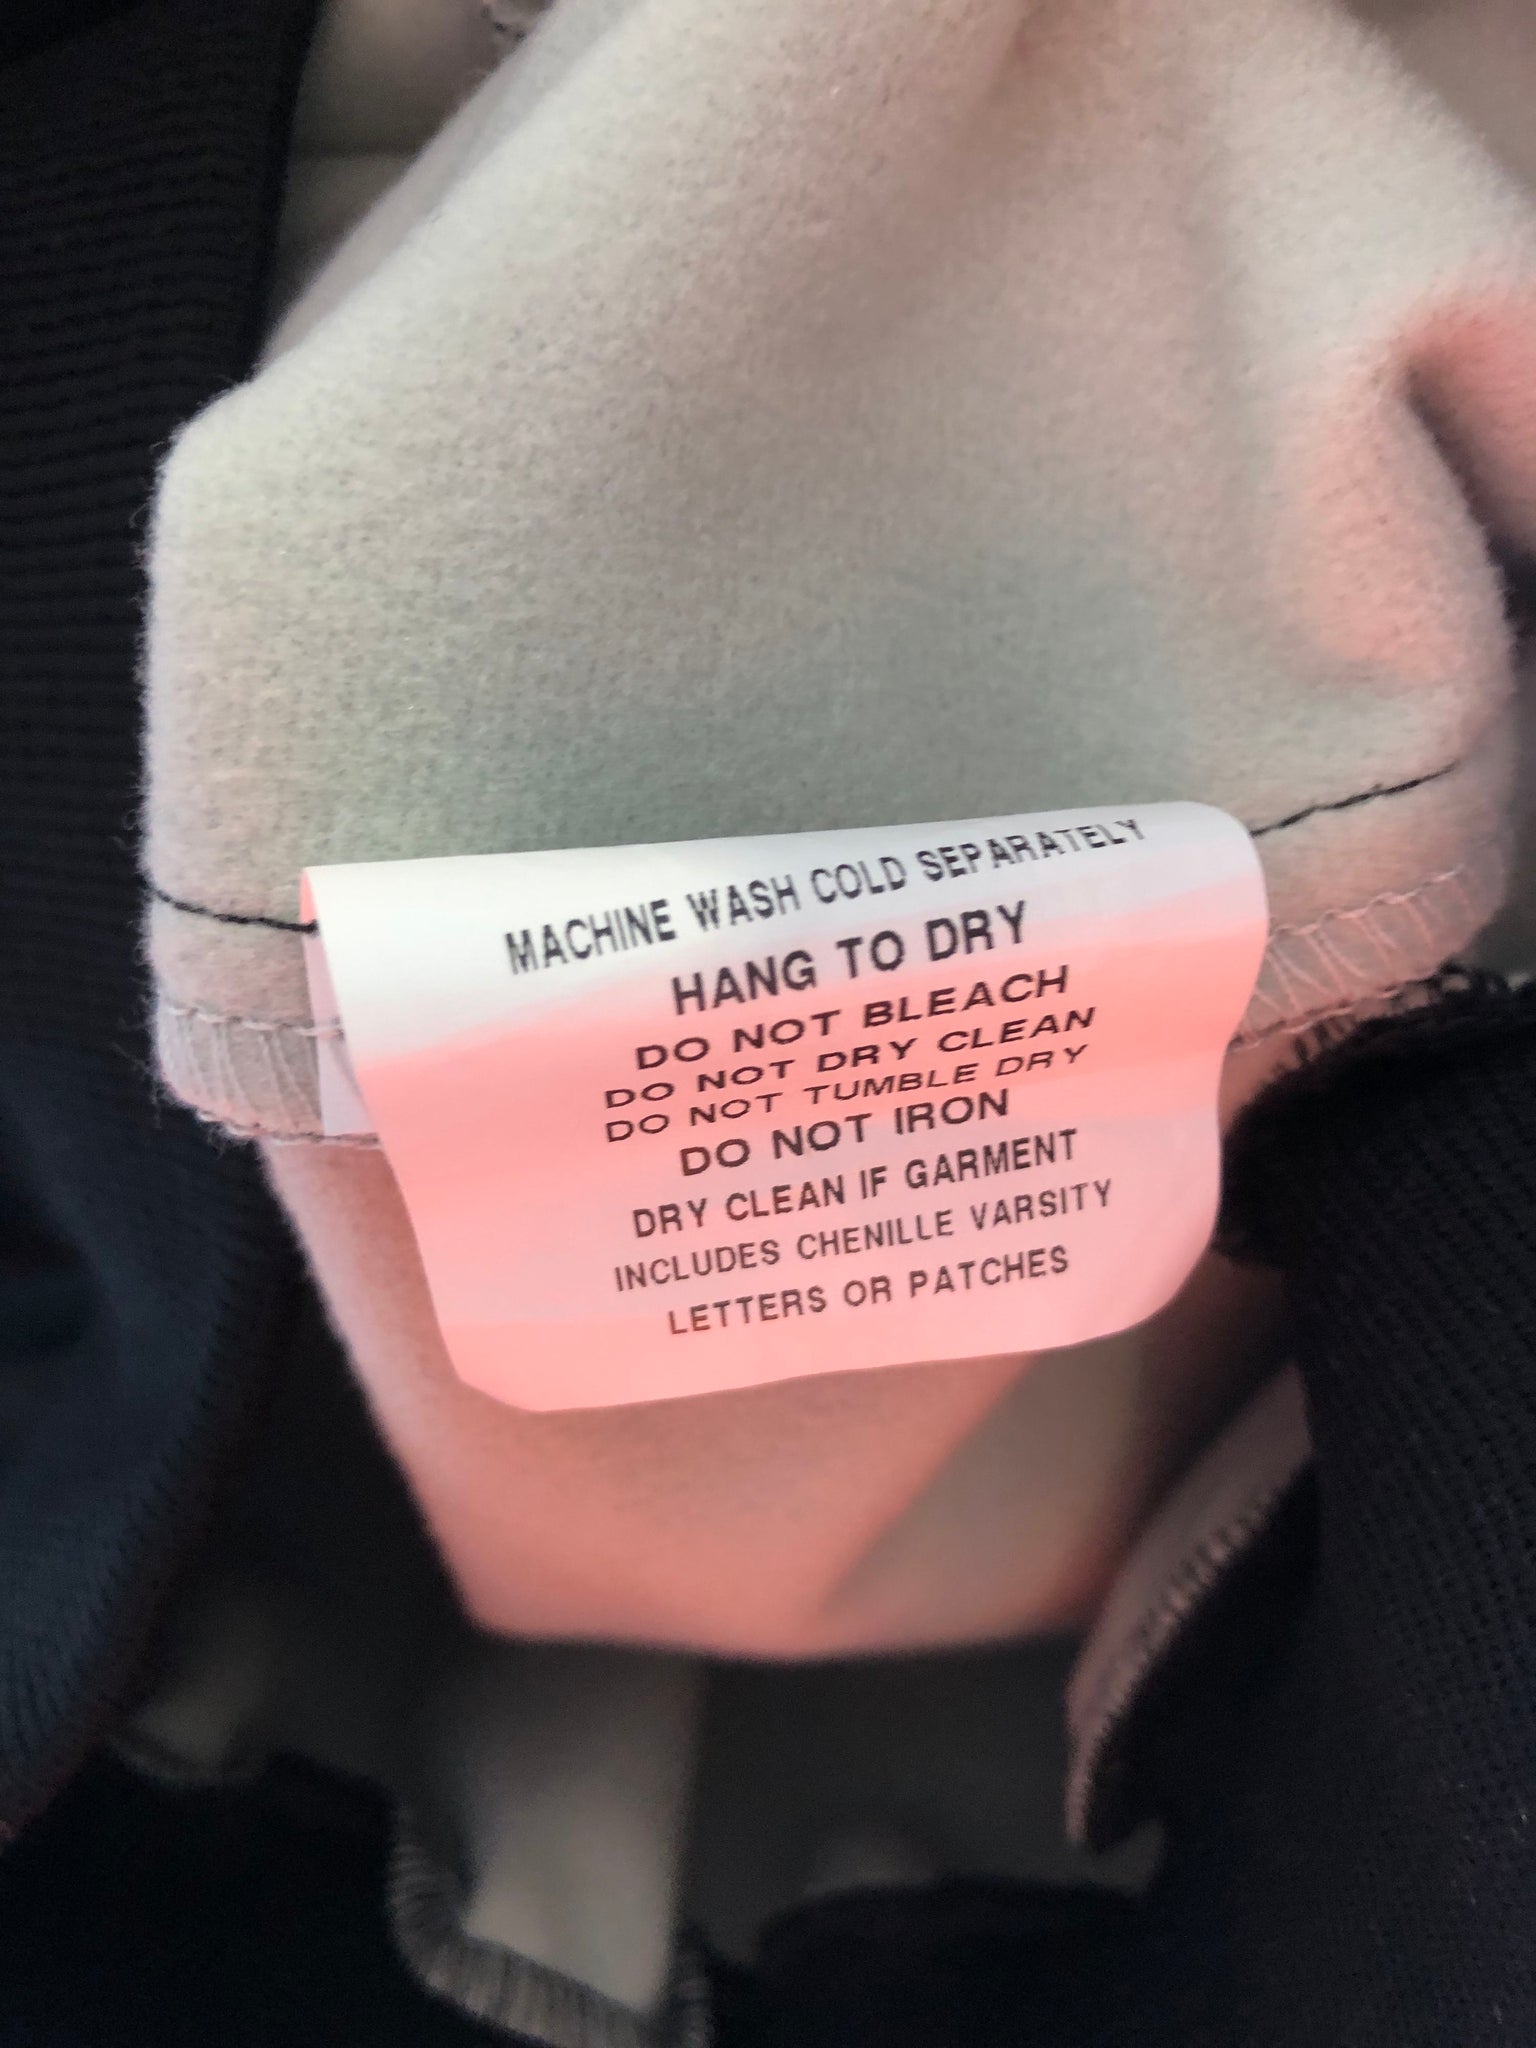 MACHINE WASH COLD SEPARATELY
HANG TO DRY
DO NOT BLEACH
DO NOT DRY CLEAN
DO NOT TUMBLE DRY
DO NOT IRON
DRY CLEAN IF GARMENT
INCLUDES CHENILLE VARSITY
LETTERS OR PATCHES